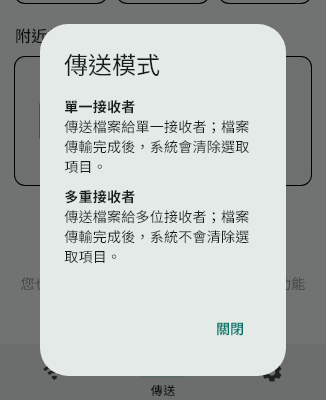 附近
傳送模式
單一接收者
傳送檔案給單一接收者；檔案
傳輸完成後，系統會清除選取
項目。
多重接收者
傳送檔案給多位接收者；檔案
傳輸完成後，系統不會清除選
取項目。
您
功能
關閉
傳送